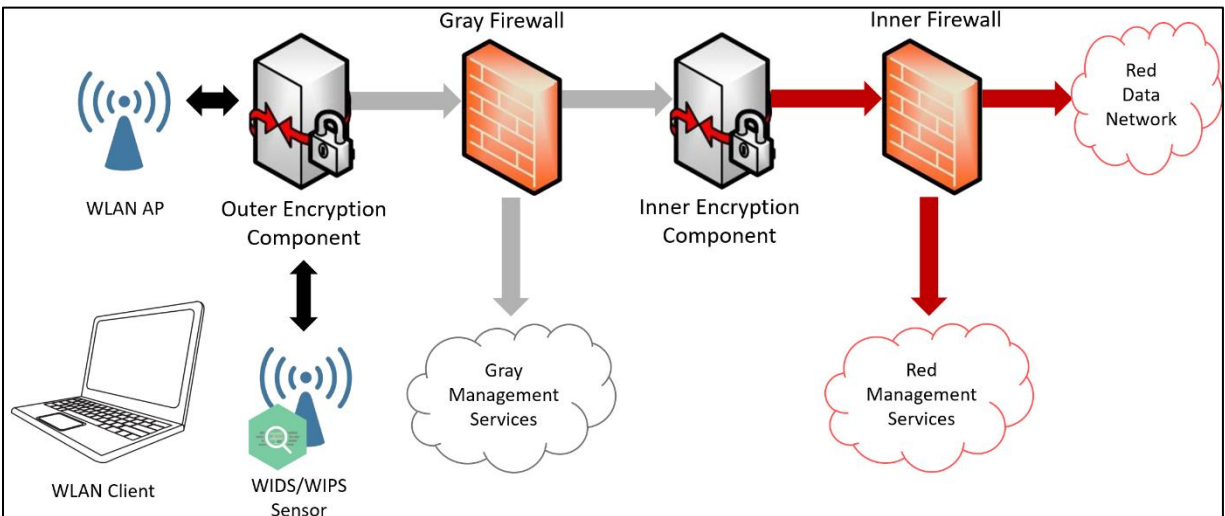 Gray Firewall
Inner Firewall
Red
Data
Network
WLAN AP
Outer Encryption
Component
Inner Encryption
Component
Gray
Management
Services
Red
Management
Services
WLAN Client
WIDS/WIPS
Sensor